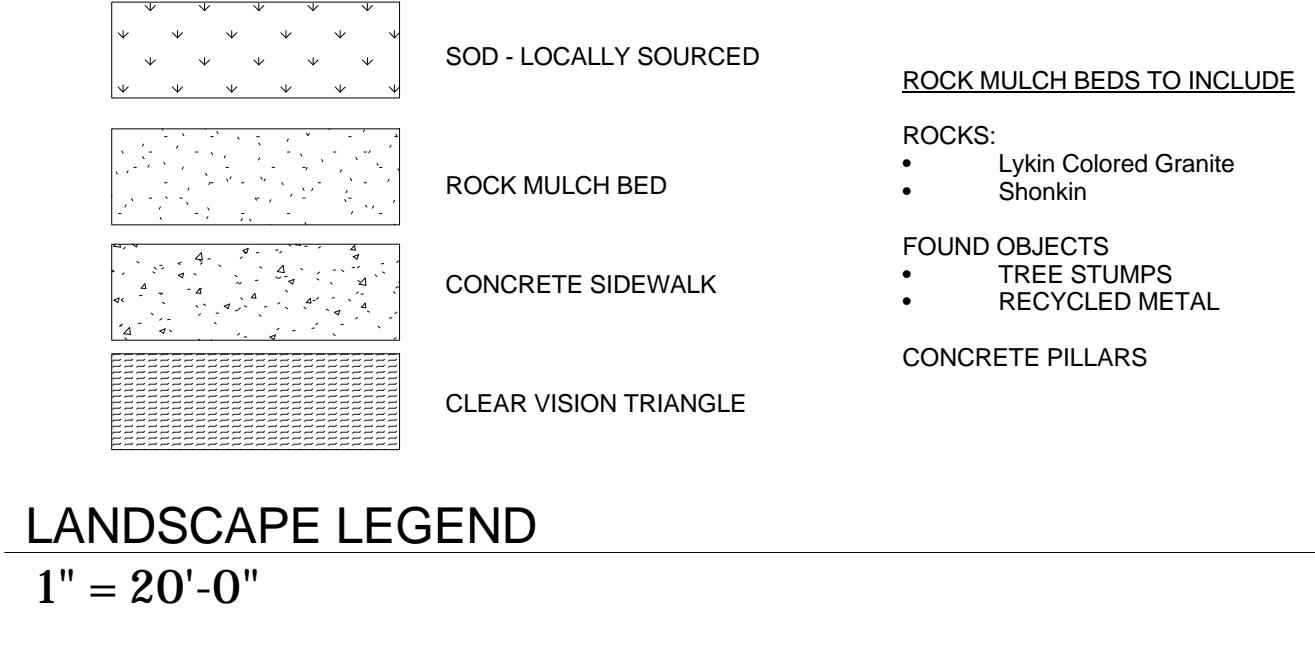 SOD - LOCALLY SOURCED
ROCK MULCH BED
CONCRETE SIDEWALK
CLEAR VISION TRIANGLE
ROCK MULCH BEDS TO INCLUDE
ROCKS:
• Lykin Colored Granite
• Shonkin
FOUND OBJECTS
• TREE STUMPS
• RECYCLED METAL
CONCRETE PILLARS
LANDSCAPE LEGEND
1" = 20'-0"